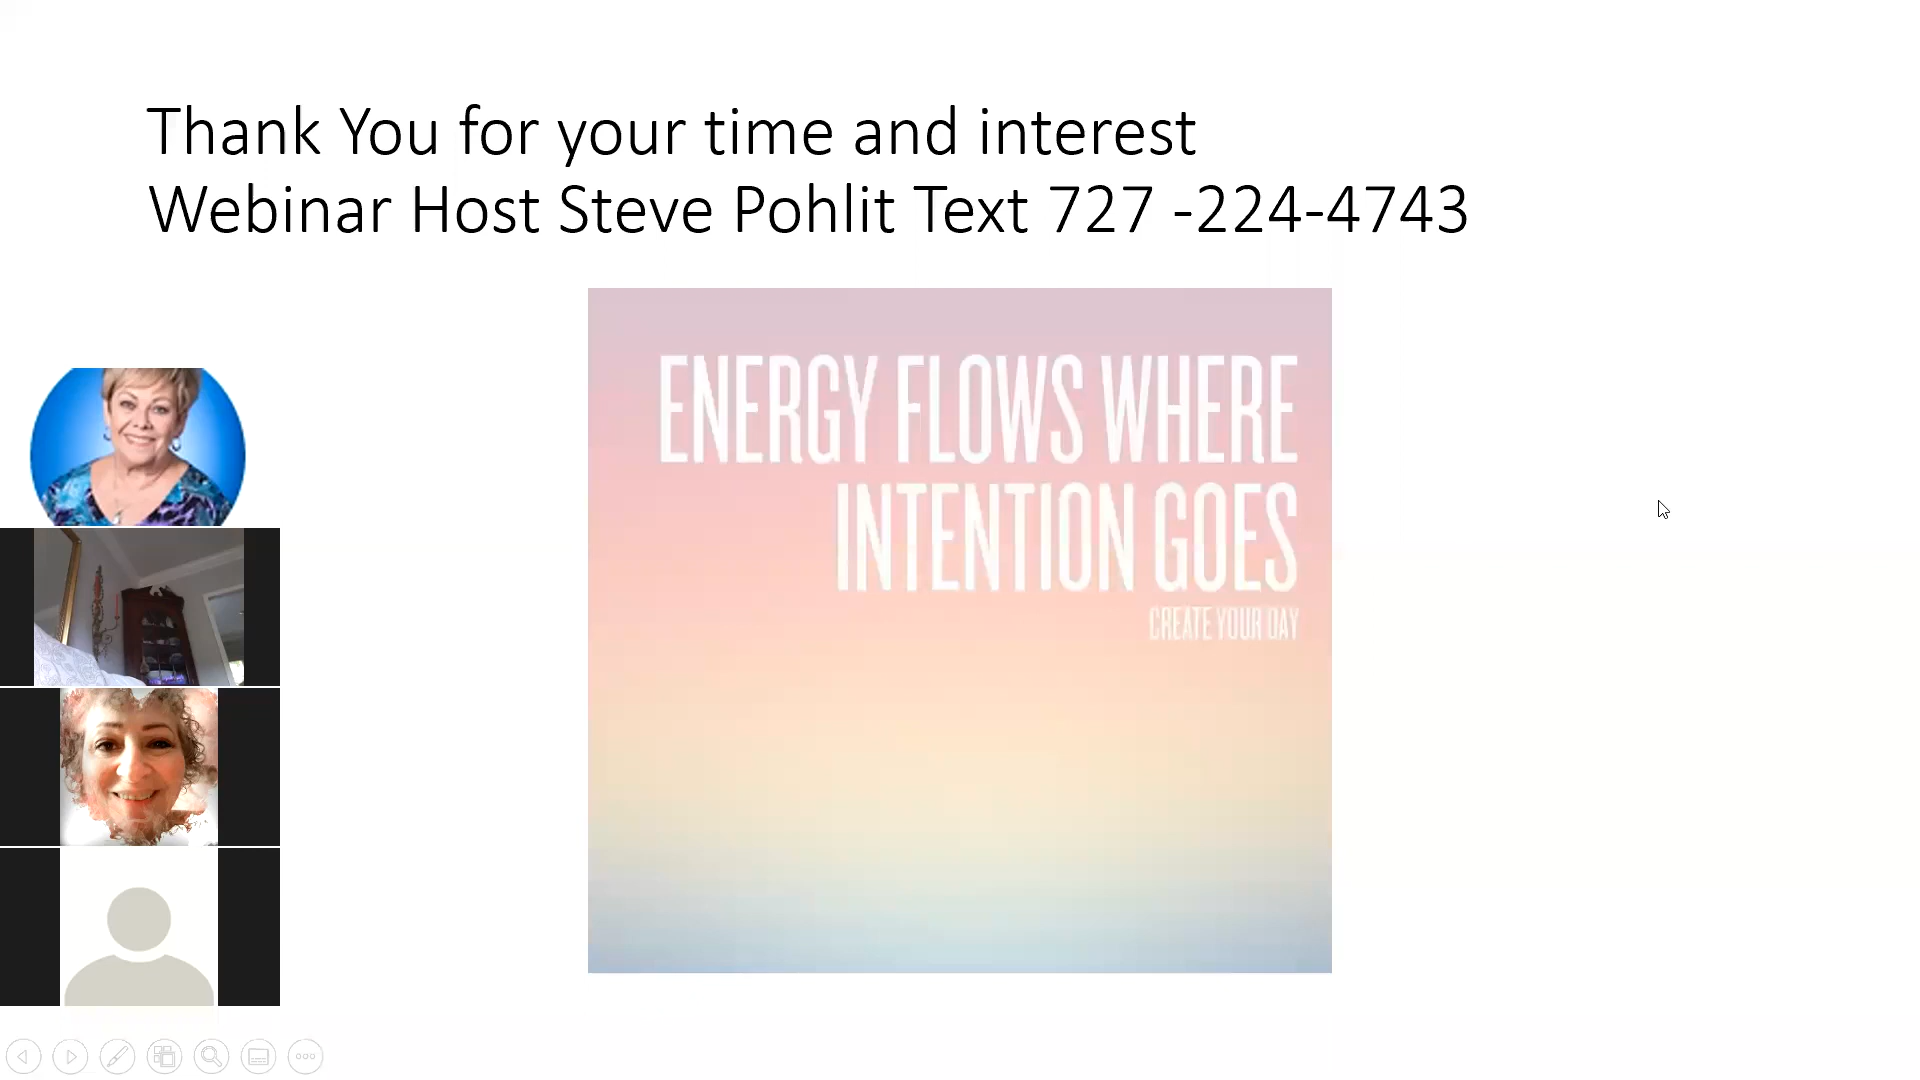 Thank You for your time and interest
Webinar Host Steve Pohlit Text 727 -224-4743
ENERGY FLOWS WHERE
INTENTION GOES
CREATE YOUR DAY